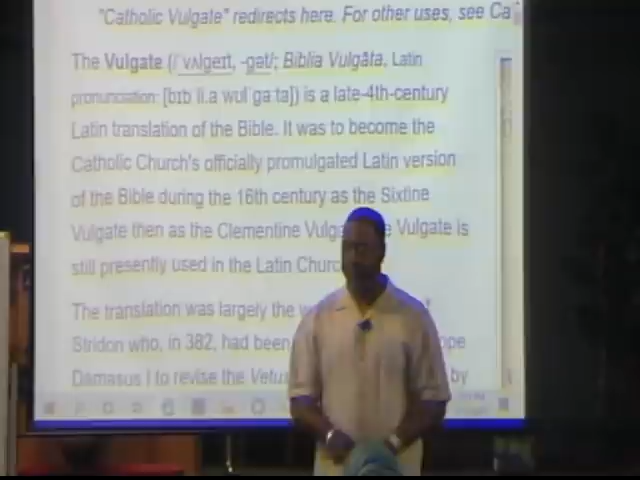 "Catholic Vulgate" redirects here. For other uses, see Ca
The Vulgate (/ˈvʌlɡeɪt, -ɡət/; Biblia Vulgāta, Latin
pronunciation: [bɪb li.a wʊlˈɡa ta]) is a late-4th-century
Latin translation of the Bible. It was to become the
Catholic Church's officially promulgated Latin version
of the Bible during the 16th century as the Sixtine
Vulgate then as the Clementine Vulg e Vulgate is
still presently used in the Latin Churc
The translation was largely the
Stridon who, in 382, had been ope
Damasus I to revise the Vetus by